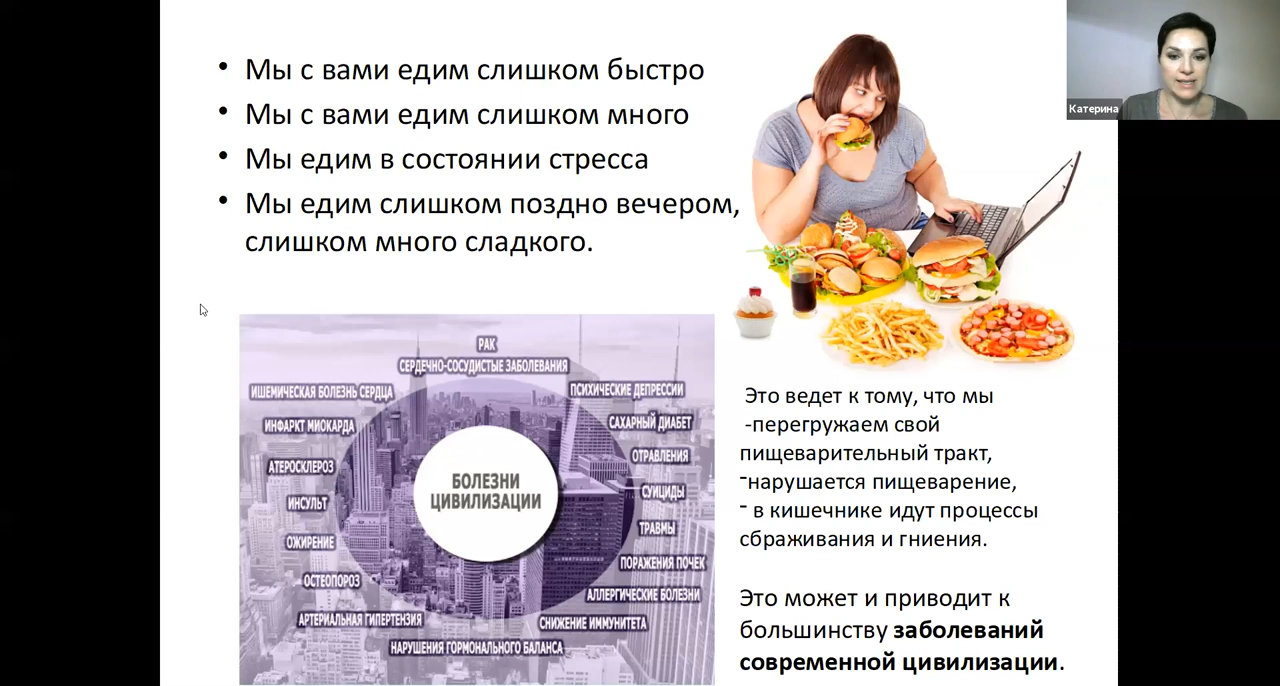 • Мы с вами едим слишком быстро
• Мы с вами едим слишком много
• Мы едим в состоянии стресса
• Мы едим слишком поздно вечером,
слишком много сладкого.
Катерина
РАК
СЕРДЕЧНО-СОСУДИСТЫЕ ЗАБОЛЕВАНИЯ
ИШЕМИЧЕСКАЯ БОЛЕЗНЬ СЕРДЦА
ПСИХИЧЕСКИЕ ДЕПРЕССИИ
ИНФАРКТ МИОКАРДА
САХАРНЫЙ ДИАБЕТ
АТЕРОСКЛЕРОЗ
ОТРАВЛЕНИЯ
ИНСУЛЬТ
СУИЦИДЫ
БОЛЕЗНИ
ЦИВИЛИЗАЦИИ
ОЖИРЕНИЕ
ТРАВМЫ
ОСТЕОПОРОЗ
ПОРАЖЕНИЯ ПОЧЕК
АЛЛЕРГИЧЕСКИЕ БОЛЕЗНИ
АРТЕРИАЛЬНАЯ ГИПЕРТЕНЗИЯ
СНИЖЕНИЕ ИММУНИТЕТА
НАРУШЕНИЯ ГОРМОНАЛЬНОГО БАЛАНСА
Это ведет к тому, что мы
-перегружаем свой
пищеварительный тракт,
-нарушается пищеварение,
- в кишечнике идут процессы
сбраживания и гниения.
Это может и приводит к
большинству заболеваний
современной цивилизации.